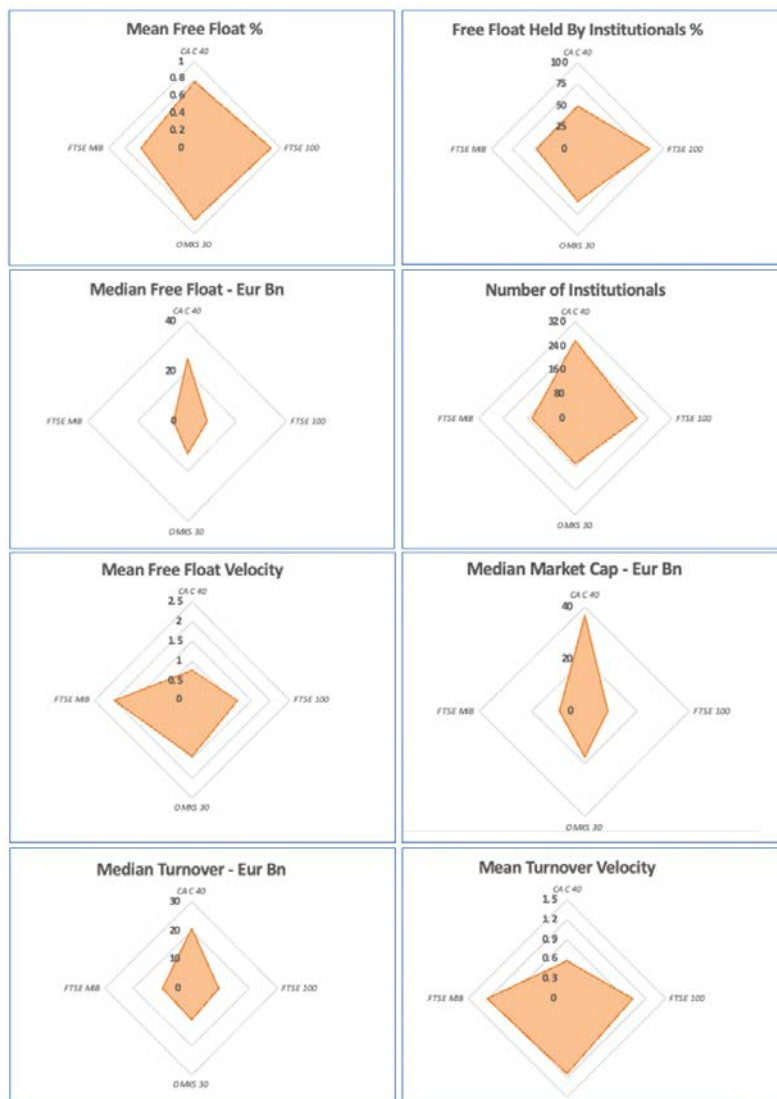 Mean Free Float %
CAC 40
1
0.8
0.6
0.4
0.2
0
FTSE MIB
FTSE 100
OMXS 30
Free Float Held By Institutionals %
CAC 40
100
75
50
25
0
FTSE MIB
FTSE 100
OMXS 30
Median Free Float - Eur Bn
CAC 40
40
20
0
FTSE MIB
FTSE 100
OMXS 30
Number of Institutionals
CAC 40
320
240
160
80
0
FTSE MIB
FTSE 100
OMXS 30
Mean Free Float Velocity
CAC 40
2.5
2
1.5
1
0.5
0
FTSE MIB
FTSE 100
OMXS 30
Median Market Cap - Eur Bn
CAC 40
40
20
0
FTSE MIB
FTSE 100
OMXS 30
Median Turnover - Eur Bn
CAC 40
30
20
10
0
FTSE MIB
FTSE 100
OMXS 30
Mean Turnover Velocity
CAC 40
1.5
1.2
0.9
0.6
0.3
0
FTSE MIB
FTSE 100